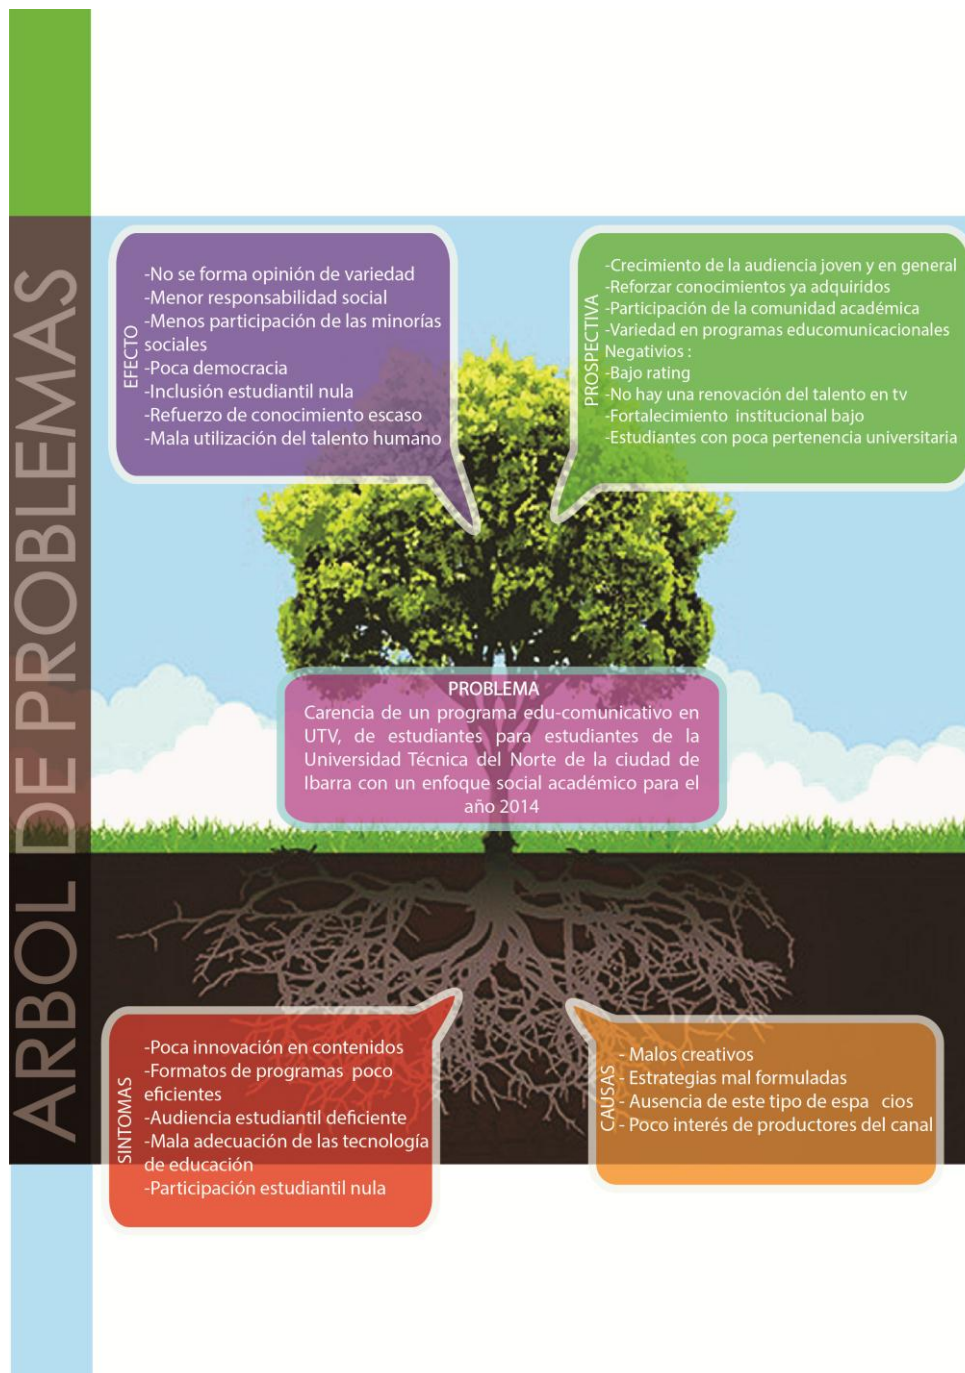 ARBOL DE PROBLEMAS
EFECTO
-No se forma opinión de variedad
-Menor responsabilidad social
-Menos participación de las minorías
sociales
-Poca democracia
-Inclusión estudiantil nula
-Refuerzo de conocimiento escaso
-Mala utilización del talento humano
PROSPECTIVA
-Crecimiento de la audiencia joven y en general
-Reforzar conocimientos ya adquiridos
-Participación de la comunidad académica
-Variedad en programas educomunicacionales
Negativios :
-Bajo rating
-No hay una renovación del talento en tv
-Fortalecimiento institucional bajo
-Estudiantes con poca pertenencia universitaria
PROBLEMA
Carencia de un programa edu-comunicativo en
UTV, de estudiantes para estudiantes de la
Universidad Técnica del Norte de la ciudad de
Ibarra con un enfoque social académico para el
año 2014
SINTOMAS
-Poca innovación en contenidos
-Formatos de programas poco
eficientes
-Audiencia estudiantil deficiente
-Mala adecuación de las tecnología
de educación
-Participación estudiantil nula
CAUSAS
- Malos creativos
- Estrategias mal formuladas
- Ausencia de este tipo de espa cios
- Poco interés de productores del canal